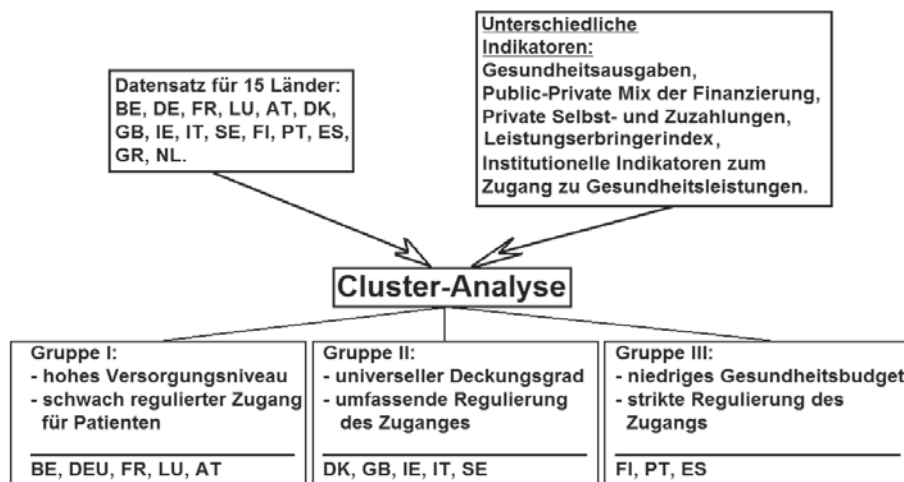 Datensatz für 15 Länder:
BE, DE, FR, LU, AT, DK,
GB, IE, IT, SE, FI, PT, ES,
GR, NL.
Unterschiedliche
Indikatoren:
Gesundheitsausgaben,
Public-Private Mix der Finanzierung,
Private Selbst- und Zuzahlungen,
Leistungserbringerindex,
Institutionelle Indikatoren zum
Zugang zu Gesundheitsleistungen.
Cluster-Analyse
Gruppe I:
- hohes Versorgungsniveau
- schwach regulierter Zugang
für Patienten
BE, DEU, FR, LU, AT
Gruppe II:
- universeller Deckungsgrad
- umfassende Regulierung
des Zuganges
DK, GB, IE, IT, SE
Gruppe III:
- niedriges Gesundheitsbudget
- strikte Regulierung des
Zugangs
FI, PT, ES